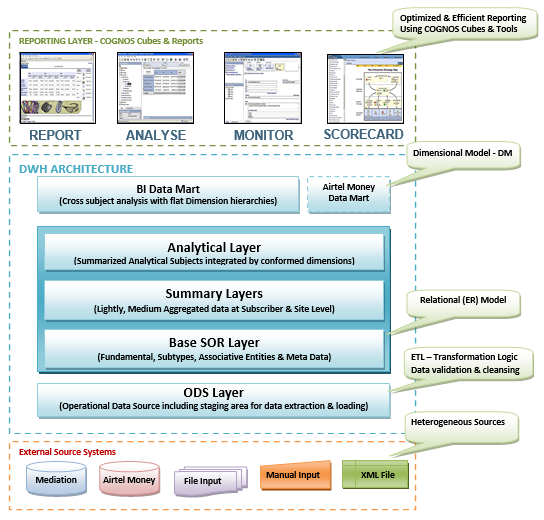 Optimized & Efficient Reporting
Using COGNOS Cubes & Tools
REPORTING LAYER - COGNOS Cubes & Reports
REPORT
ANALYSE
MONITOR
SCORECARD
Dimensional Model - DM
DWH ARCHITECTURE
BI Data Mart
(Cross subject analysis with flat Dimension hierarchies)
Airtel Money
Data Mart
Analytical Layer
(Summarized Analytical Subjects integrated by conformed dimensions)
Summary Layers
(Lightly, Medium Aggregated data at Subscriber & Site Level)
Relational (ER) Model
Base SOR Layer
(Fundamental, Subtypes, Associative Entities & Meta Data)
ETL – Transformation Logic
Data validation & cleansing
ODS Layer
(Operational Data Source including staging area for data extraction & loading)
Heterogeneous Sources
External Source Systems
Mediation
Airtel Money
File Input
Manual Input
XML File